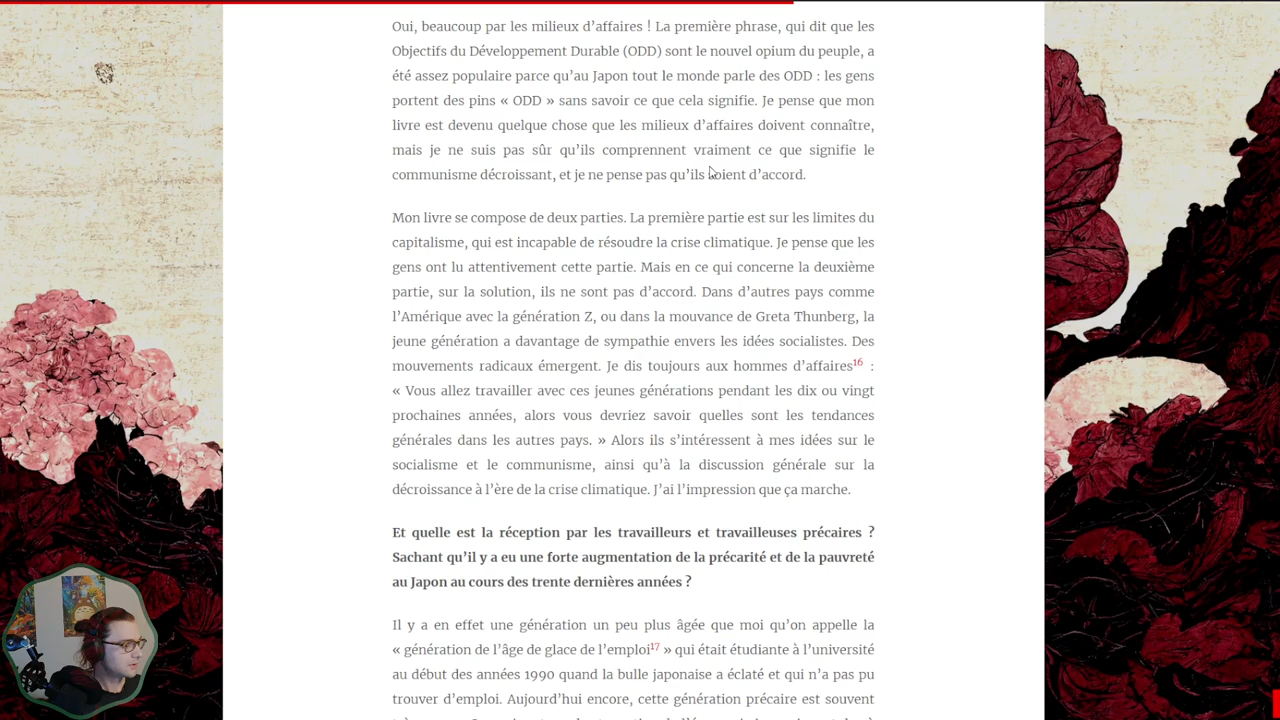 Oui, beaucoup par les milieux d’affaires ! La première phrase, qui dit que les
Objectifs du Développement Durable (ODD) sont le nouvel opium du peuple, a
été assez populaire parce qu’au Japon tout le monde parle des ODD : les gens
portent des pins « ODD » sans savoir ce que cela signifie. Je pense que mon
livre est devenu quelque chose que les milieux d’affaires doivent connaître,
mais je ne suis pas sûr qu’ils comprennent vraiment ce que signifie le
communisme décroissant, et je ne pense pas qu’ils soient d’accord.
Mon livre se compose de deux parties. La première partie est sur les limites du
capitalisme, qui est incapable de résoudre la crise climatique. Je pense que les
gens ont lu attentivement cette partie. Mais en ce qui concerne la deuxième
partie, sur la solution, ils ne sont pas d’accord. Dans d’autres pays comme
l’Amérique avec la génération Z, ou dans la mouvance de Greta Thunberg, la
jeune génération a davantage de sympathie envers les idées socialistes. Des
mouvements radicaux émergent. Je dis toujours aux hommes d’affaires16 :
« Vous allez travailler avec ces jeunes générations pendant les dix ou vingt
prochaines années, alors vous devriez savoir quelles sont les tendances
générales dans les autres pays. » Alors ils s’intéressent à mes idées sur le
socialisme et le communisme, ainsi qu’à la discussion générale sur la
décroissance à l’ère de la crise climatique. J’ai l’impression que ça marche.
Et quelle est la réception par les travailleurs et travailleuses précaires ?
Sachant qu’il y a eu une forte augmentation de la précarité et de la pauvreté
au Japon au cours des trente dernières années ?
Il y a en effet une génération un peu plus âgée que moi qu’on appelle la
« génération de l’âge de glace de l’emploi17 » qui était étudiante à l’université
au début des années 1990 quand la bulle japonaise a éclaté et qui n’a pas pu
trouver d’emploi. Aujourd’hui encore, cette génération précaire est souvent